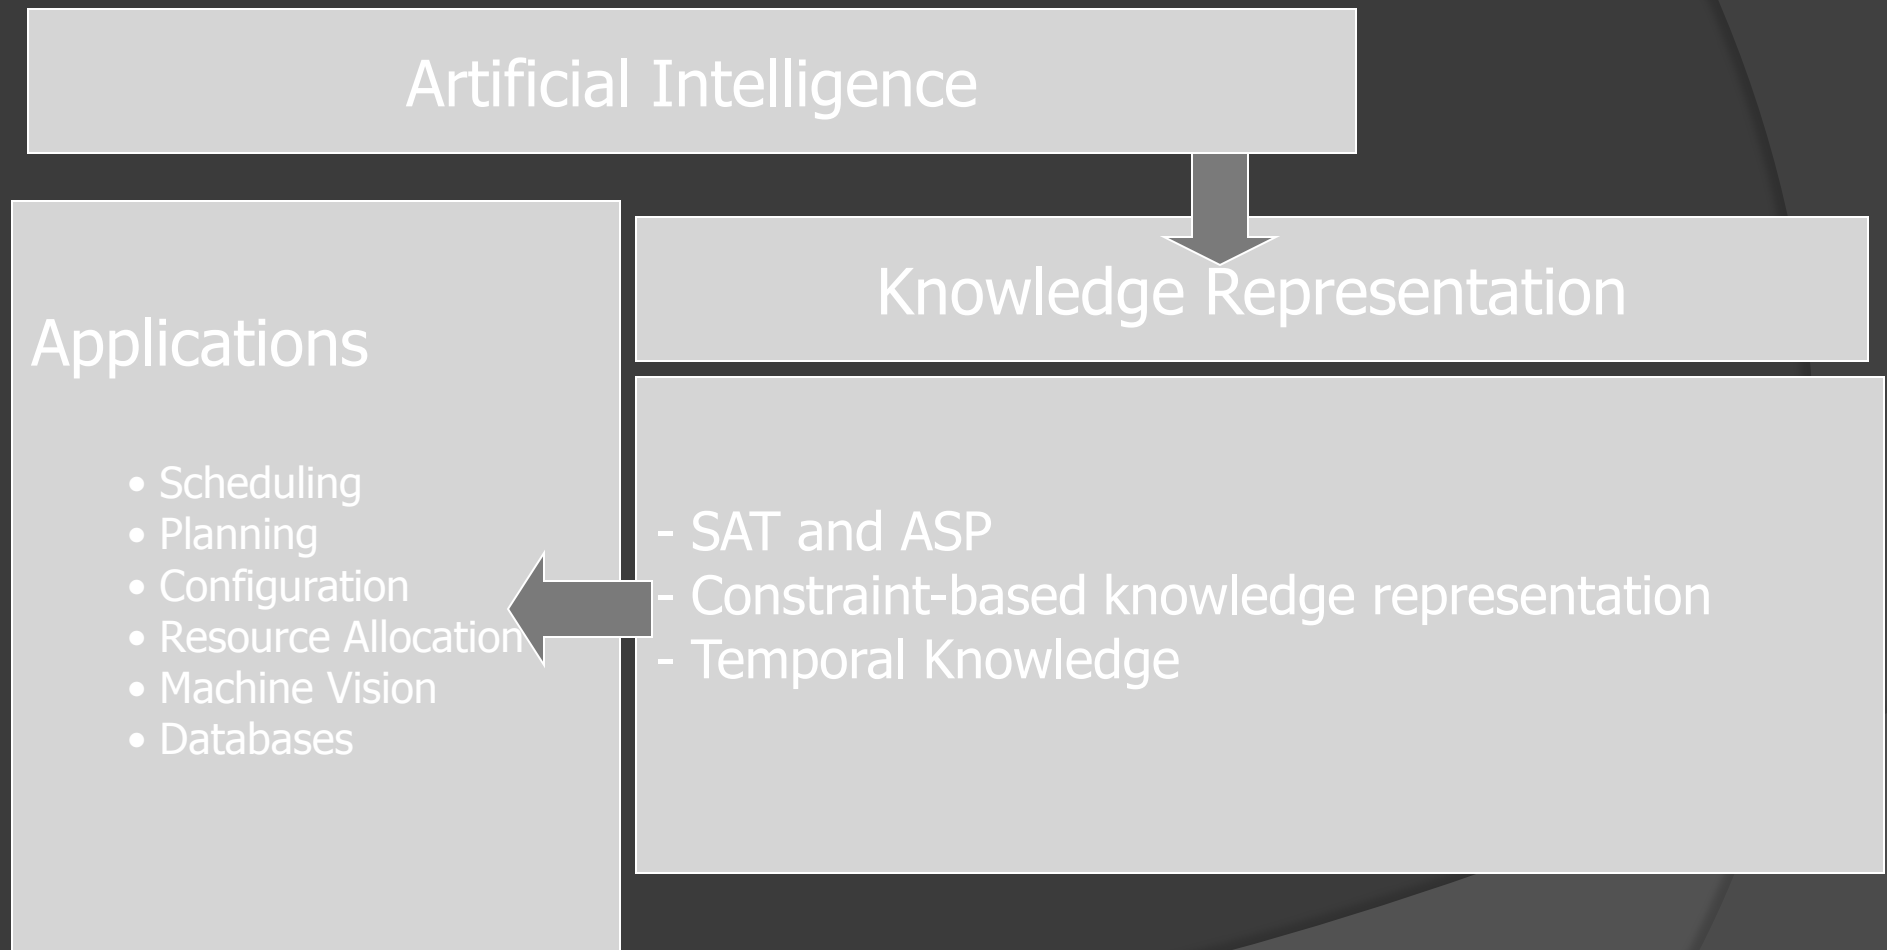 Artificial Intelligence
Knowledge Representation
Applications
• Scheduling
• Planning
• Configuration
• Resource Allocation
• Machine Vision
• Databases
- SAT and ASP
- Constraint-based knowledge representation
- Temporal Knowledge